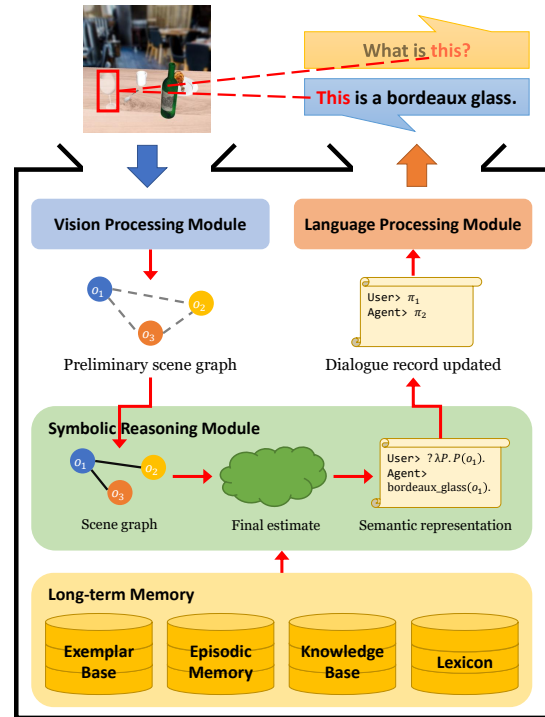 What is this?
This is a bordeaux glass.
Vision Processing Module
Language Processing Module
o₁
o₂
o₃
Preliminary scene graph
User> π₁
Agent> π₂
Dialogue record updated
Symbolic Reasoning Module
o₁
o₂
o₃
Scene graph
Final estimate
User> ?λP.P(o₁).
Agent>
bordeaux_glass(o₁).
Semantic representation
Long-term Memory
Exemplar
Base
Episodic
Memory
Knowledge
Base
Lexicon